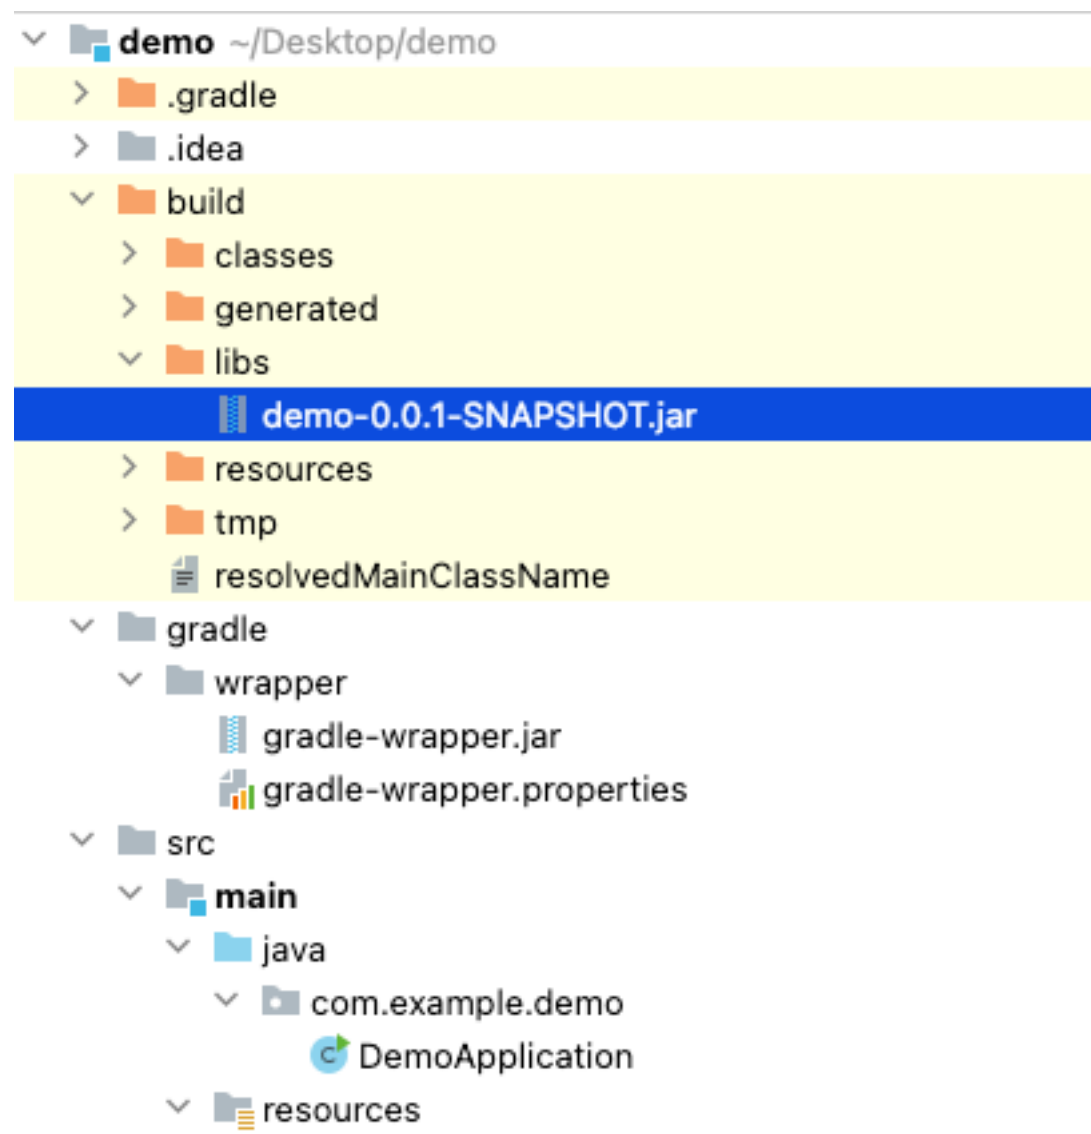 demo ~/Desktop/demo
.gradle
.idea
build
classes
generated
libs
demo-0.0.1-SNAPSHOT.jar
resources
tmp
resolvedMainClassName
gradle
wrapper
gradle-wrapper.jar
gradle-wrapper.properties
src
main
java
com.example.demo
DemoApplication
resources